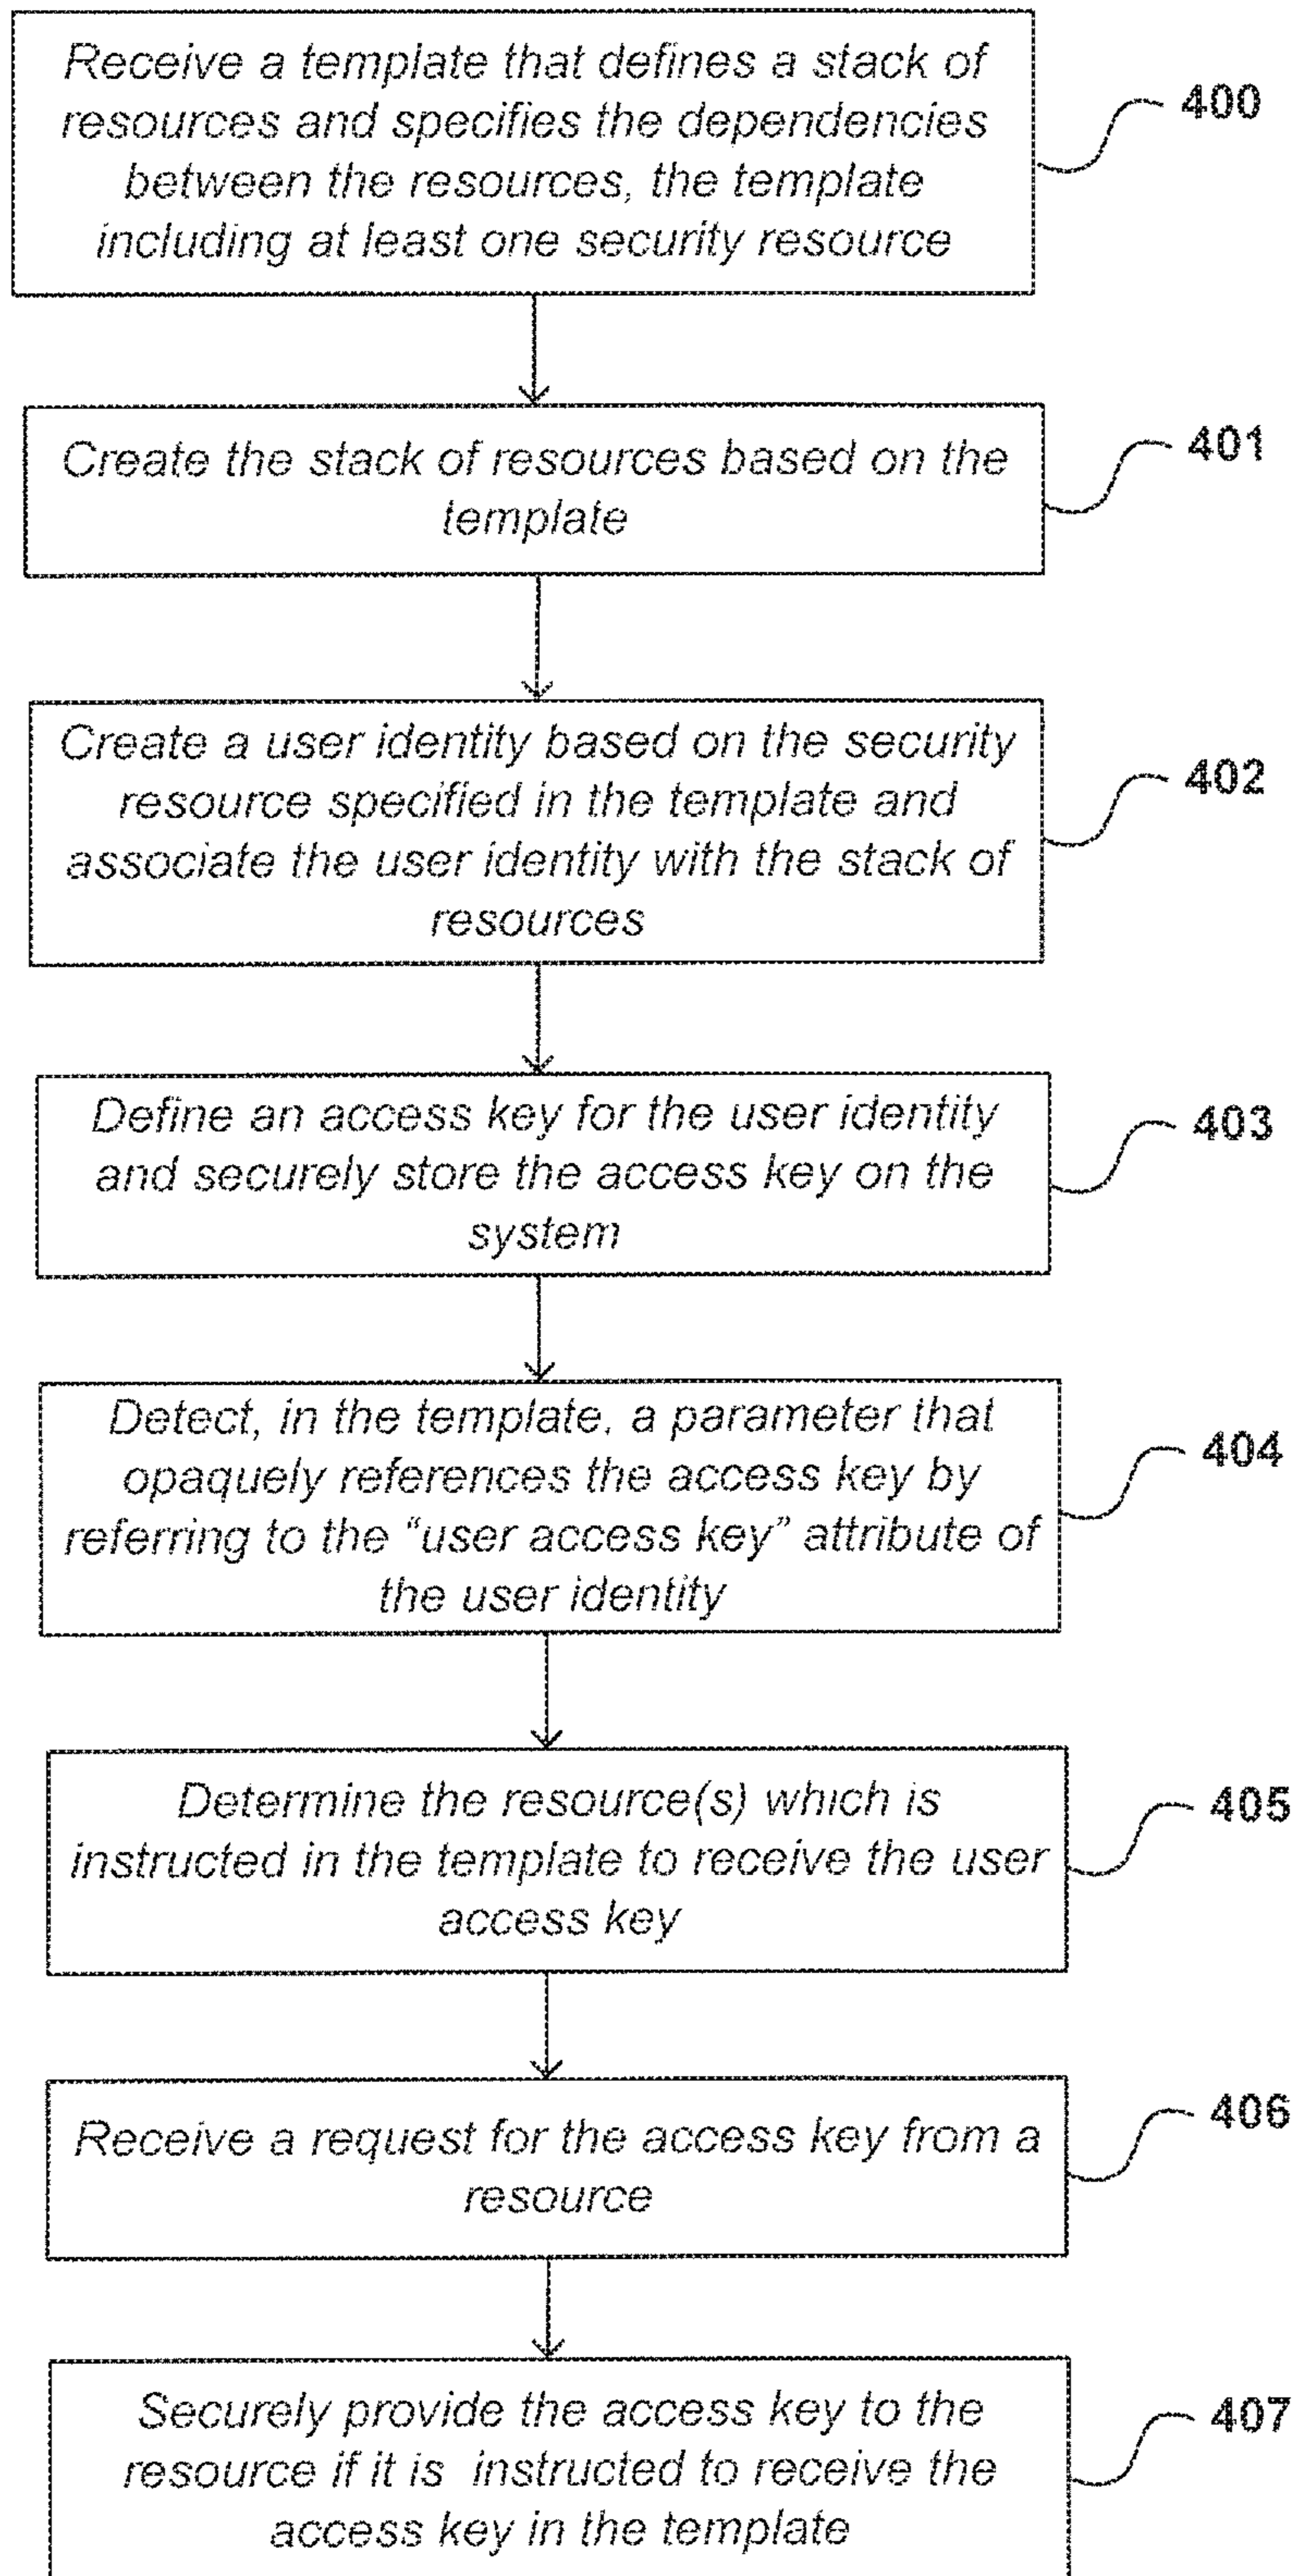 Receive a template that defines a stack of
resources and specifies the dependencies
between the resources, the template
including at least one security resource
400
Create the stack of resources based on the
template
401
Create a user identity based on the security
resource specified in the template and
associate the user identity with the stack of
resources
402
Define an access key for the user identity
and securely store the access key on the
system
403
Detect, in the template, a parameter that
opaquely references the access key by
referring to the “user access key” attribute of
the user identity
404
Determine the resource(s) which is
instructed in the template to receive the user
access key
405
Receive a request for the access key from a
resource
406
Securely provide the access key to the
resource if it is instructed to receive the
access key in the template
407